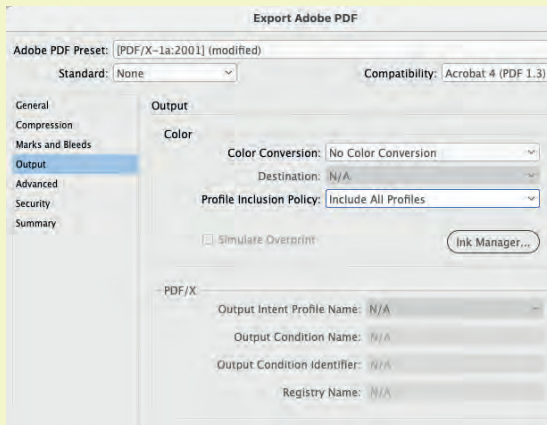 Export Adobe PDF
Adobe PDF Preset: [PDF/X-1a:2001] (modified)
Standard: None
Compatibility: Acrobat 4 (PDF 1.3)
General
Compression
Marks and Bleeds
Output
Advanced
Security
Summary
Output
Color
Color Conversion: No Color Conversion
Destination: N/A
Profile Inclusion Policy: Include All Profiles
Simulate Overprint
Ink Manager...
PDF/X
Output Intent Profile Name: N/A
Output Condition Name: N/A
Output Condition Identifier: N/A
Registry Name: N/A